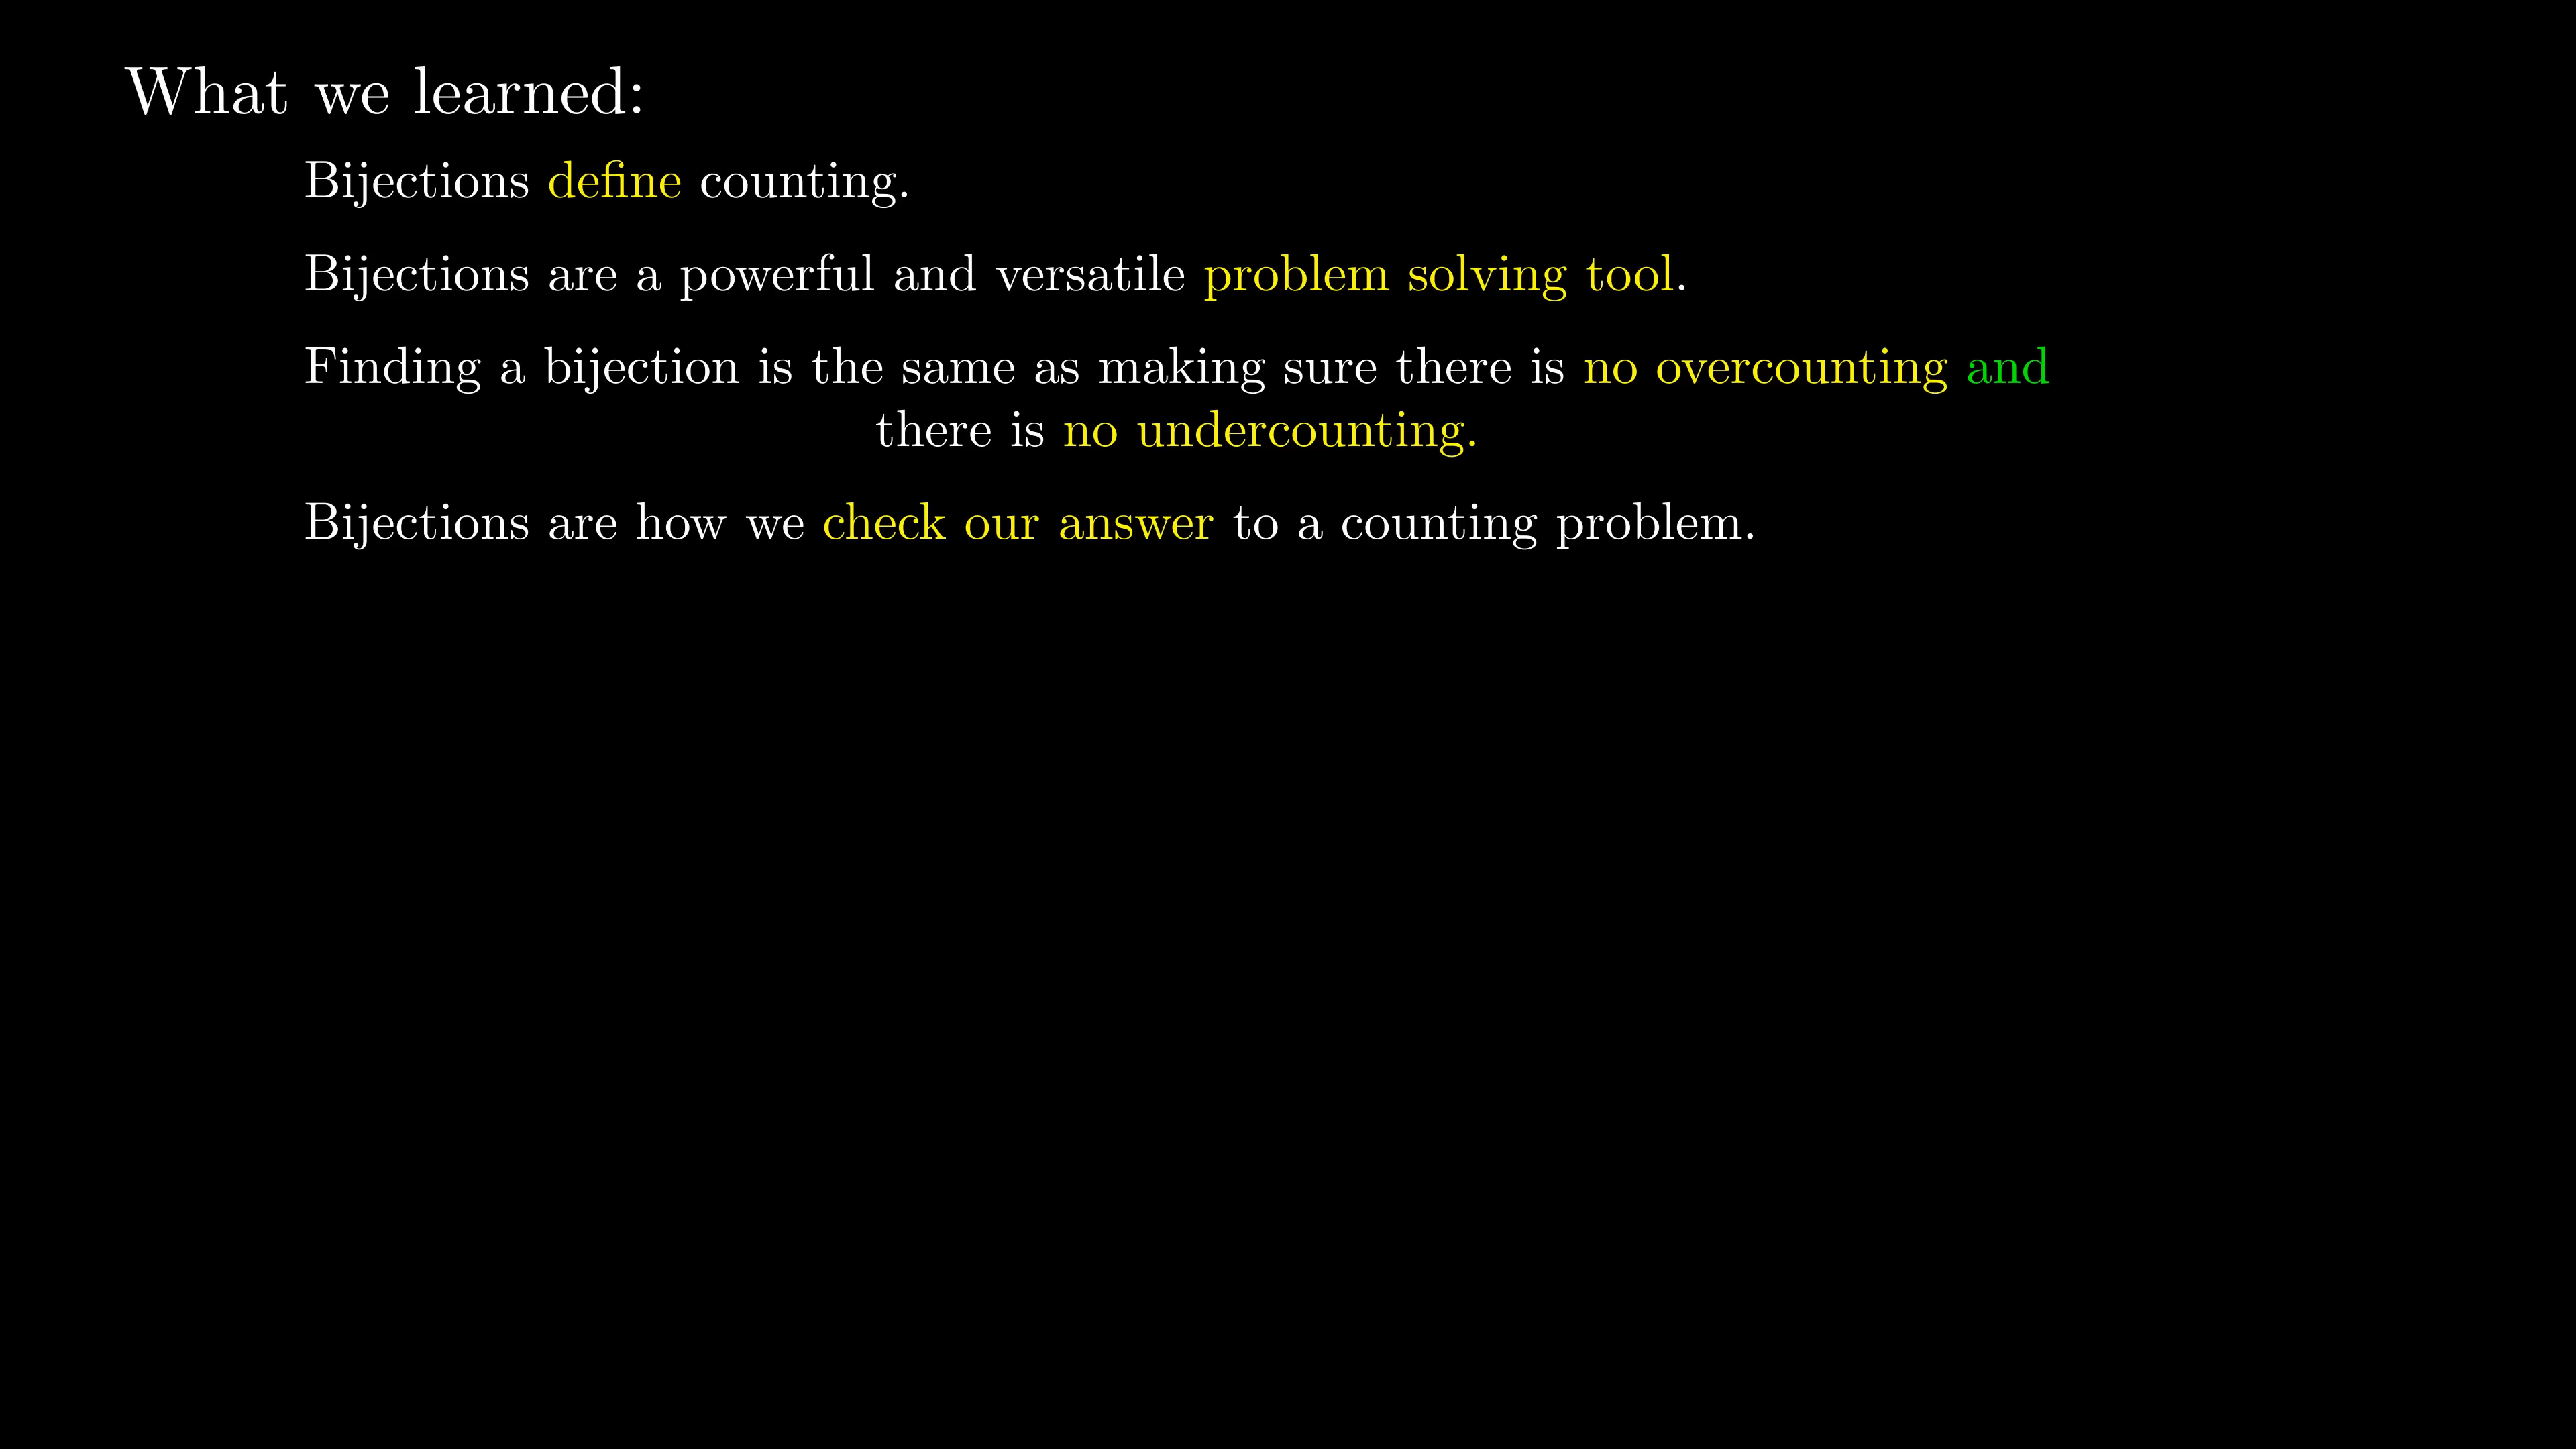 What we learned:
Bijections define counting.
Bijections are a powerful and versatile problem solving tool.
Finding a bijection is the same as making sure there is no overcounting and
there is no undercounting.
Bijections are how we check our answer to a counting problem.